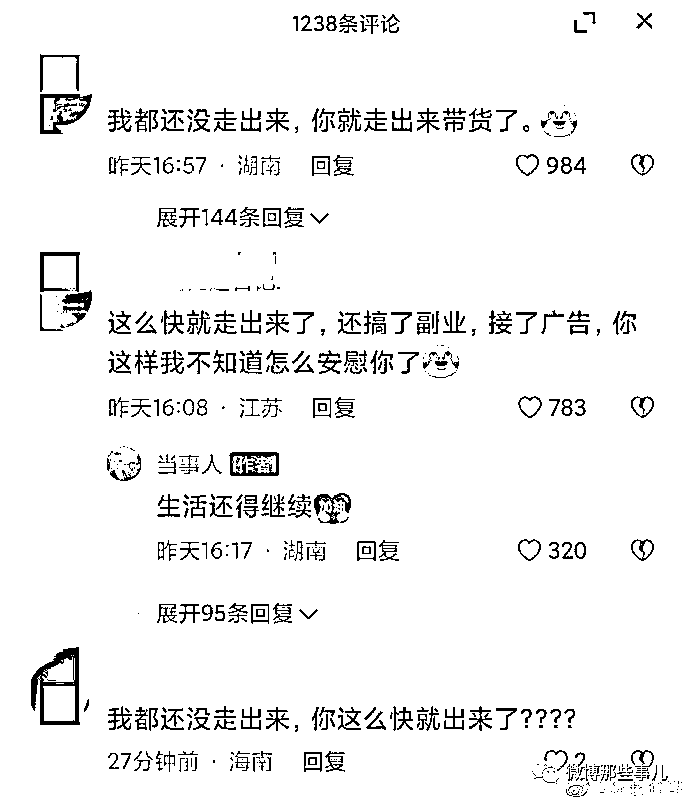 1238条评论
我都还没走出来，你就走出来带货了。
昨天16:57 · 湖南 回复
984
展开144条回复
这么快就走出来了，还搞了副业，接了广告，你
这样我不知道怎么安慰你了
昨天16:08 · 江苏 回复
783
当事人 作者
生活还得继续
昨天16:17 · 湖南 回复
320
展开95条回复
我都还没走出来，你这么快就出来了????
27分钟前 · 海南 回复
2
微博那些事儿